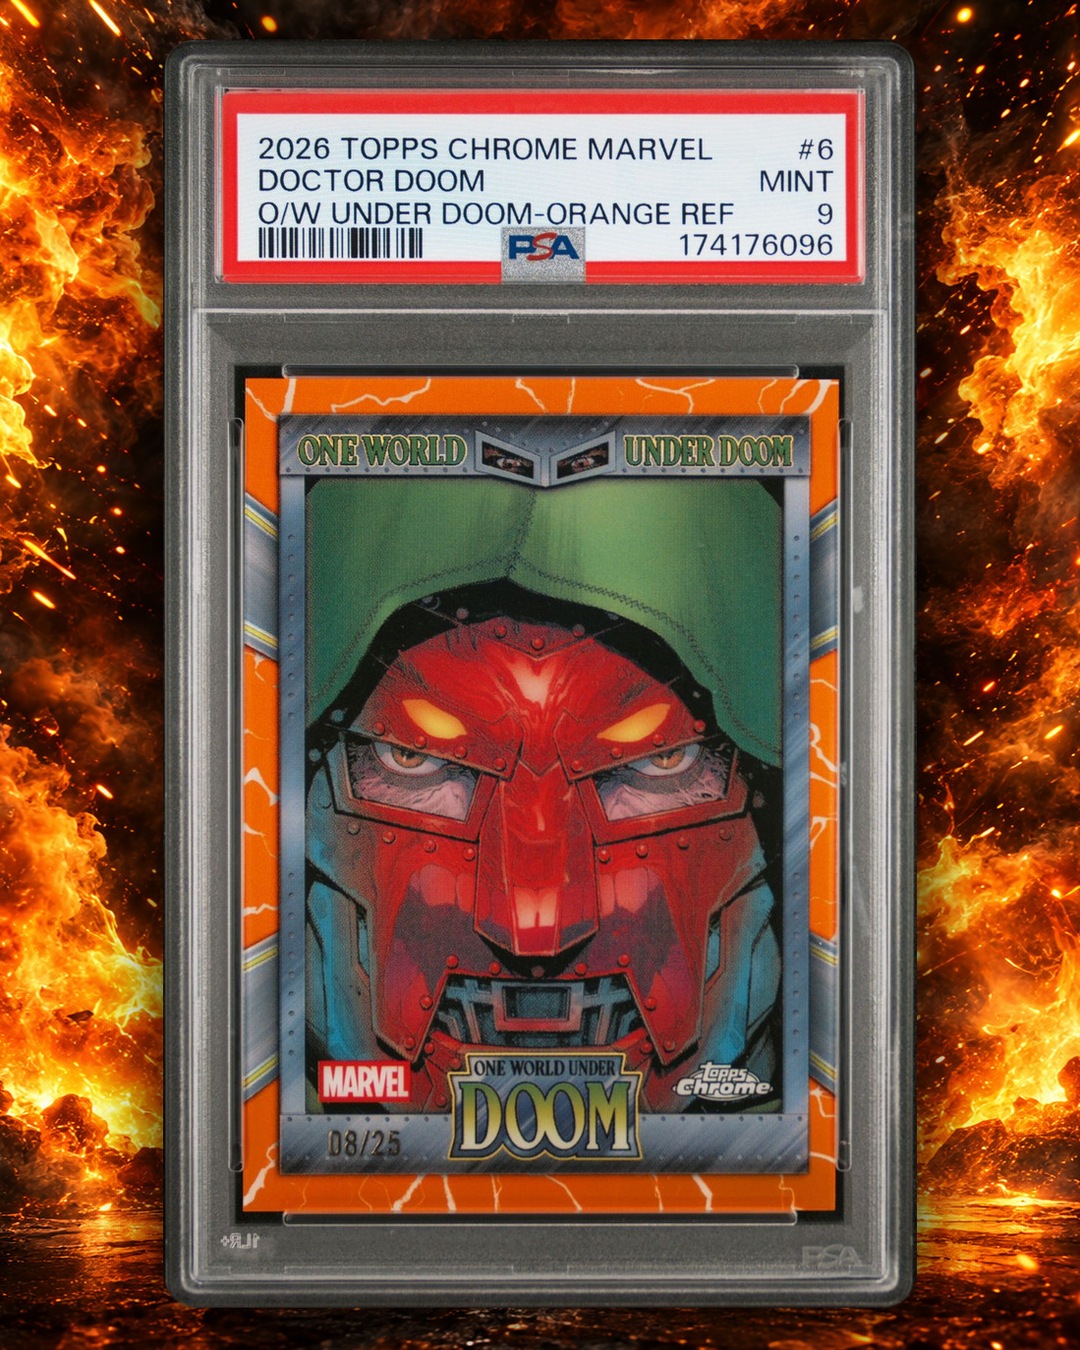 2026 TOPPS CHROME MARVEL #6
DOCTOR DOOM MINT
O/W UNDER DOOM-ORANGE REF 9
PSA 174176096
ONE WORLD UNDER DOOM
MARVEL
ONE WORLD UNDER
DOOM
topps
Chrome
08/25
PSA